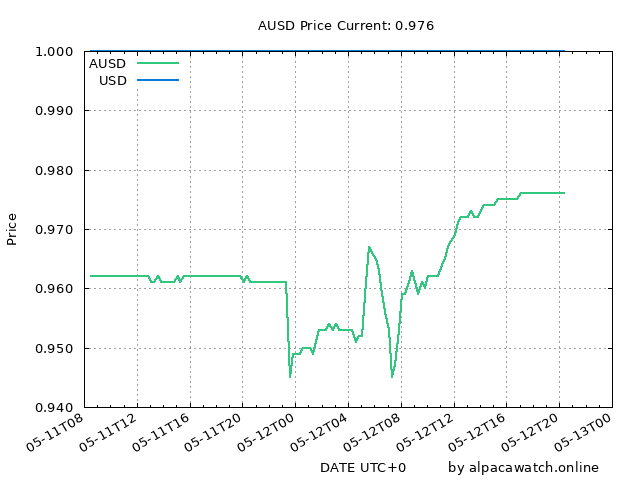 AUSD Price Current: 0.976
1.000
AUSD
USD
0.990
0.980
0.970
Price
0.960
0.950
0.940
05-11T08
05-11T12
05-11T16
05-11T20
05-12T00
05-12T04
05-12T08
05-12T12
05-12T16
05-12T20
05-13T00
DATE UTC+0
by alpacawatch.online